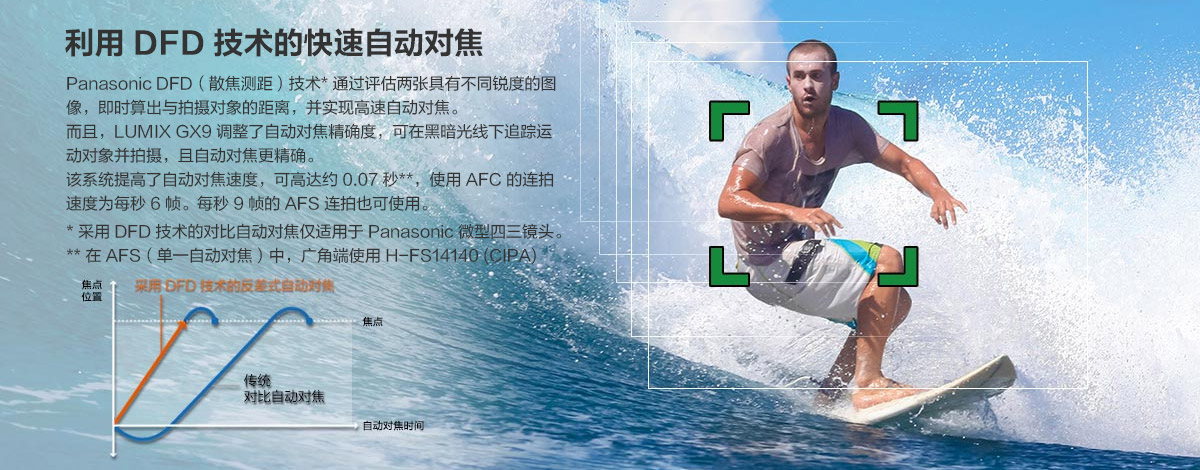 利用 DFD 技术的快速自动对焦
Panasonic DFD（散焦测距）技术* 通过评估两张具有不同锐度的图
像，即时算出与拍摄对象的距离，并实现高速自动对焦。
而且，LUMIX GX9 调整了自动对焦精确度，可在黑暗光线下追踪运
动对象并拍摄，且自动对焦更精确。
该系统提高了自动对焦速度，可高达约 0.07 秒**，使用 AFC 的连拍
速度为每秒 6 帧。每秒 9 帧的 AFS 连拍也可使用。
* 采用 DFD 技术的对比自动对焦仅适用于 Panasonic 微型四三镜头。
** 在 AFS（单一自动对焦）中，广角端使用 H-FS14140 (CIPA)
焦点
位置
采用 DFD 技术的反差式自动对焦
焦点
传统
对比自动对焦
自动对焦时间